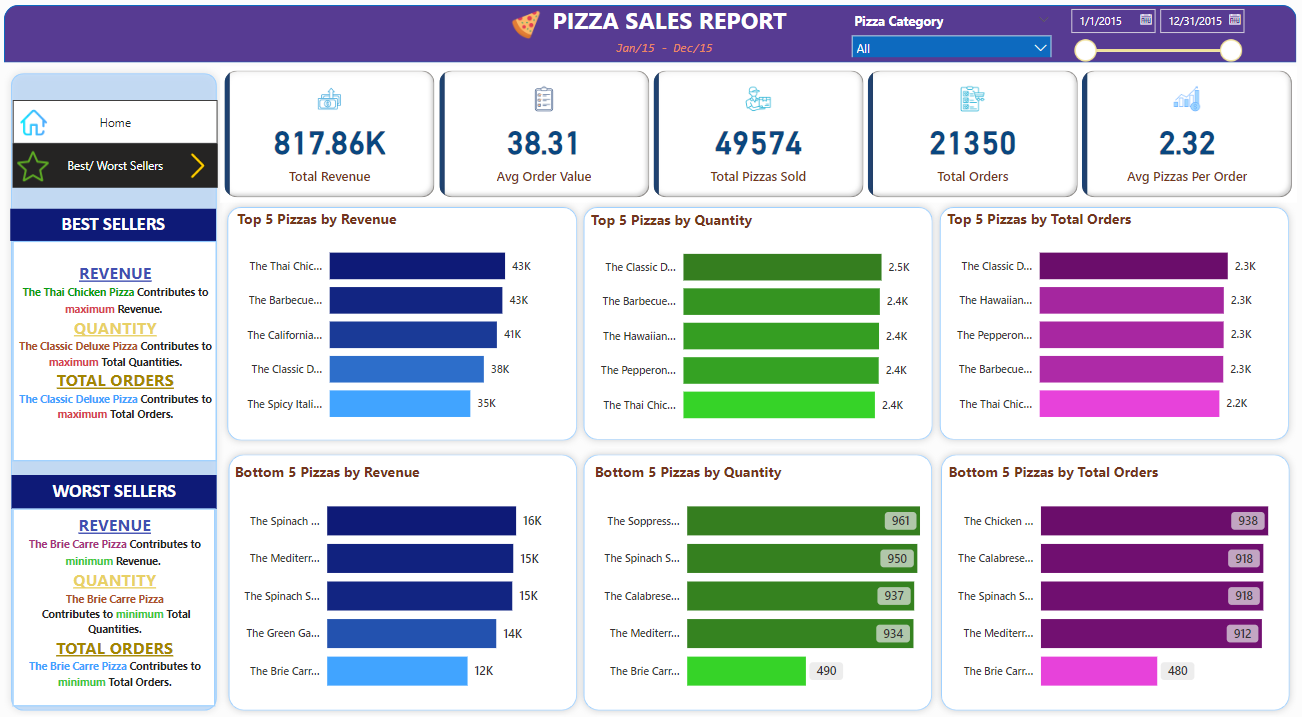 PIZZA SALES REPORT
Jan/15 - Dec/15
Pizza Category
All
1/1/2015
12/31/2015
Home
Best/ Worst Sellers
817.86K
Total Revenue
38.31
Avg Order Value
49574
Total Pizzas Sold
21350
Total Orders
2.32
Avg Pizzas Per Order
BEST SELLERS
REVENUE
The Thai Chicken Pizza Contributes to
maximum Revenue.
QUANTITY
The Classic Deluxe Pizza Contributes to
maximum Total Quantities.
TOTAL ORDERS
The Classic Deluxe Pizza Contributes to
maximum Total Orders.
WORST SELLERS
REVENUE
The Brie Carre Pizza Contributes to
minimum Revenue.
QUANTITY
The Brie Carre Pizza
Contributes to minimum Total
Quantities.
TOTAL ORDERS
The Brie Carre Pizza Contributes to
minimum Total Orders.
Top 5 Pizzas by Revenue
The Thai Chic... 43K
The Barbecue... 43K
The California... 41K
The Classic D... 38K
The Spicy Itali... 35K
Top 5 Pizzas by Quantity
The Classic D... 2.5K
The Barbecue... 2.4K
The Hawaiian... 2.4K
The Pepperon... 2.4K
The Thai Chic... 2.4K
Top 5 Pizzas by Total Orders
The Classic D... 2.3K
The Hawaiian... 2.3K
The Pepperon... 2.3K
The Barbecue... 2.3K
The Thai Chic... 2.2K
Bottom 5 Pizzas by Revenue
The Spinach ... 16K
The Mediterr... 15K
The Spinach S... 15K
The Green Ga... 14K
The Brie Carr... 12K
Bottom 5 Pizzas by Quantity
The Soppress... 961
The Spinach S... 950
The Calabrese... 937
The Mediterr... 934
The Brie Carr... 490
Bottom 5 Pizzas by Total Orders
The Chicken ... 938
The Calabrese... 918
The Spinach S... 918
The Mediterr... 912
The Brie Carr... 480